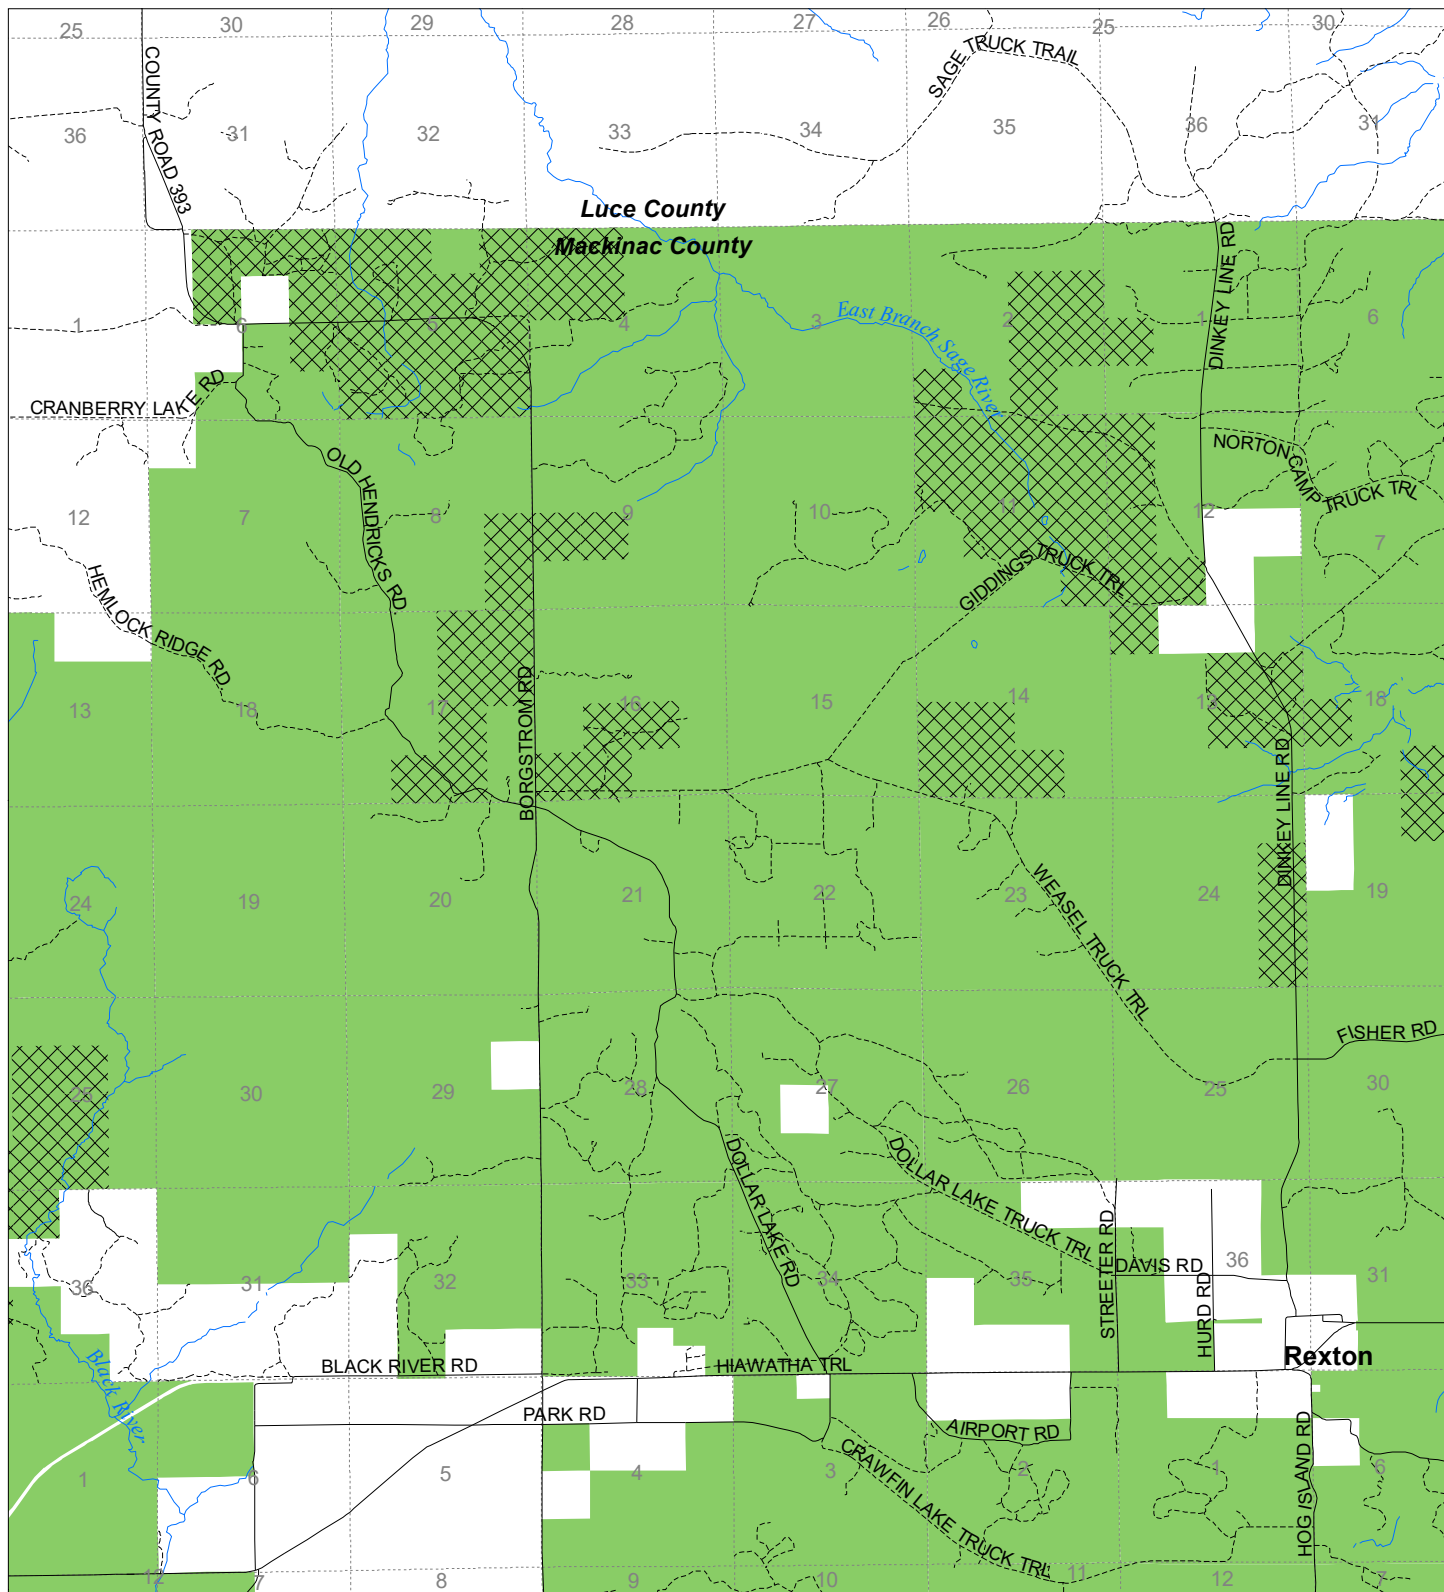 25
30
29
28
27
26
25
30
COUNTY ROAD 393
SAGE TRUCK TRAIL
36
31
32
33
34
35
36
31
Luce County
Mackinac County
DINKEY LINE RD
East Branch Sage River
1
6
5
4
3
2
1
6
CRANBERRY LAKE RD
NORTON CAMP TRUCK TRL
TRUCK TRL
OLD HENDRICKS RD
12
7
8
9
10
11
12
7
HEMLOCK RIDGE RD
GIDDINGS TRUCK TRL
BORGSTROM RD
13
18
17
16
15
14
13
18
DINKEY LINE RD
WEASEL TRUCK TRL
24
19
20
21
22
23
24
19
FISHER RD
25
30
29
28
27
26
25
30
DOLLAR LAKE RD
DOLLAR LAKE TRUCK TRL
STREETER RD
DAVIS RD
HURD RD
36
31
32
33
34
35
36
31
Black River
BLACK RIVER RD
HIAWATHA TRL
Rexton
PARK RD
AIRPORT RD
CRAWFIN LAKE TRUCK TRL
HOG ISLAND RD
1
6
5
4
3
2
1
6
12
7
8
9
10
11
12
7